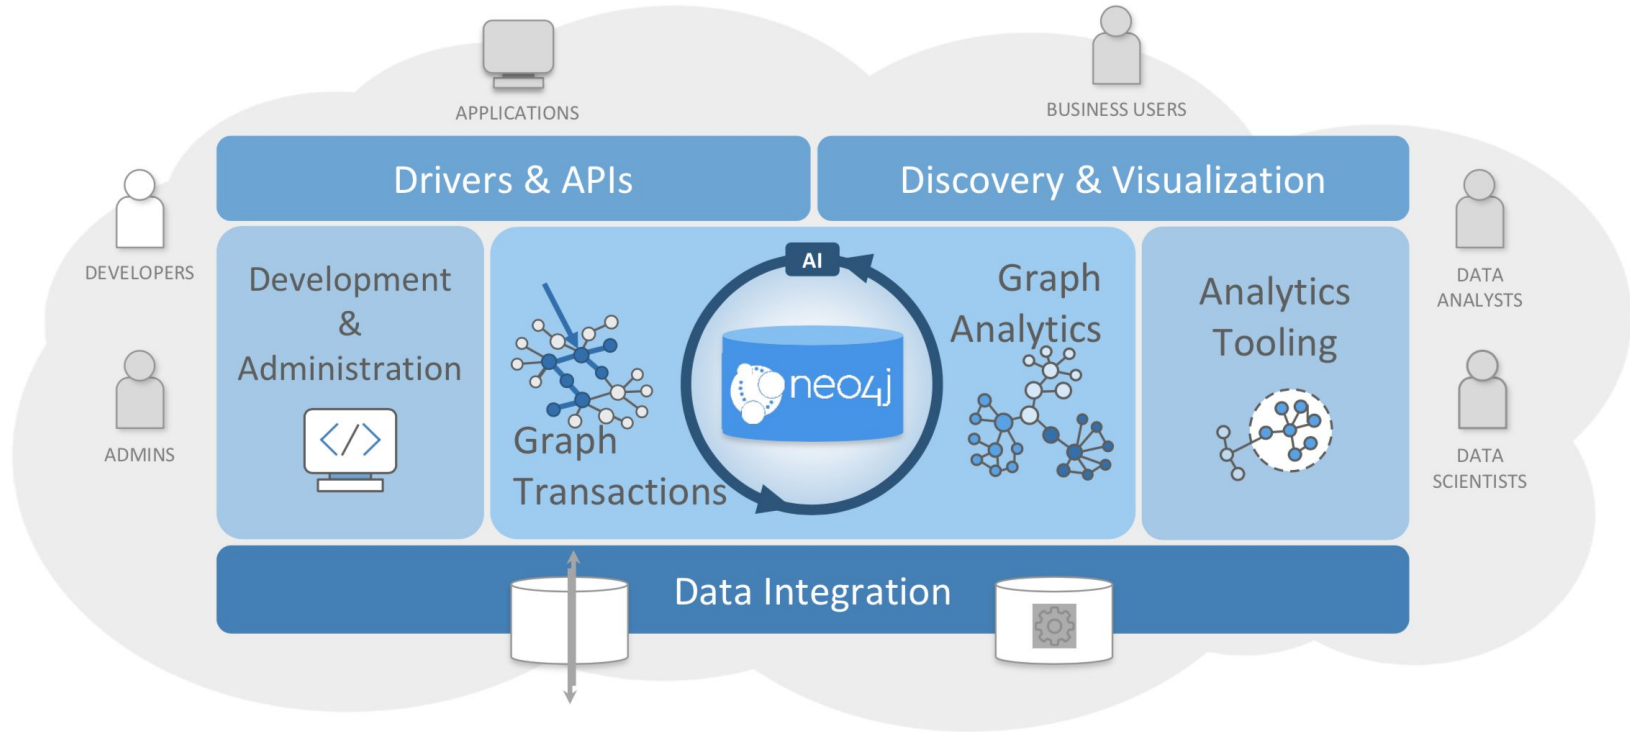 APPLICATIONS
BUSINESS USERS
Drivers & APIs
Discovery & Visualization
DEVELOPERS
ADMINS
Development
&
Administration
</>
Graph
Transactions
AI
neo4j
Graph
Analytics
Analytics
Tooling
DATA
ANALYSTS
DATA
SCIENTISTS
Data Integration